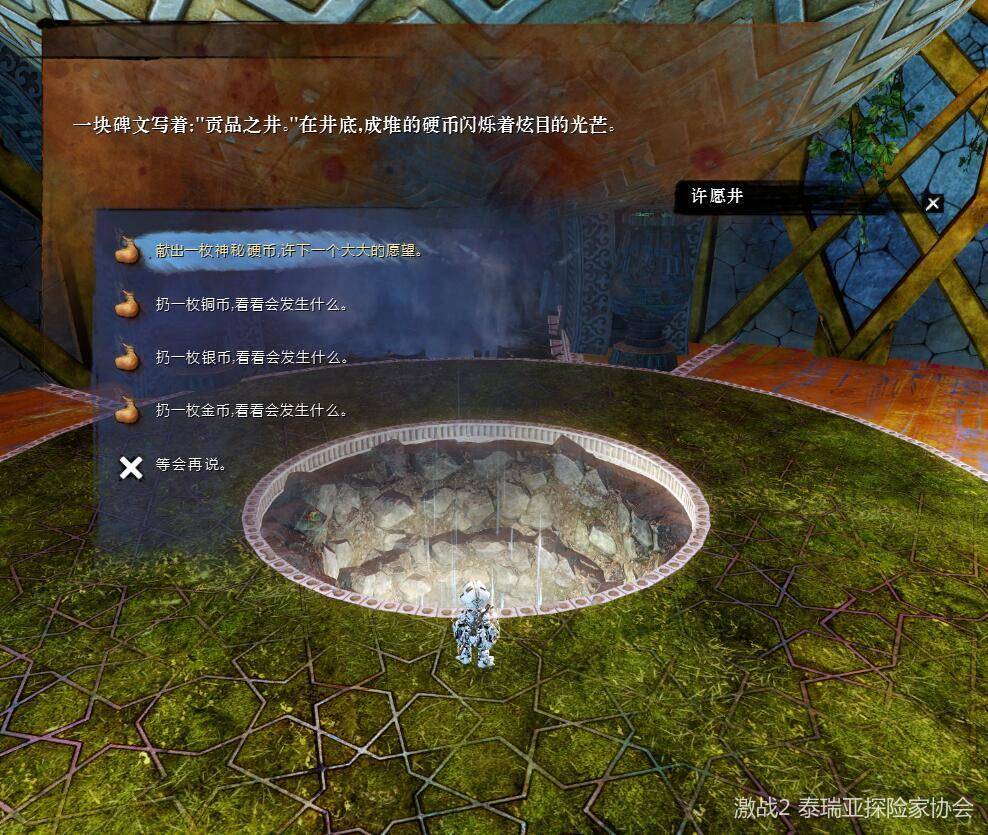 一块碑文写着:"贡品之井。"在井底,成堆的硬币闪烁着炫目的光芒。
许愿井
献出一枚神秘硬币,许下一个大大的愿望。
扔一枚铜币,看看会发生什么。
扔一枚银币,看看会发生什么。
扔一枚金币,看看会发生什么。
等会再说。
激战2 泰瑞亚探险家协会